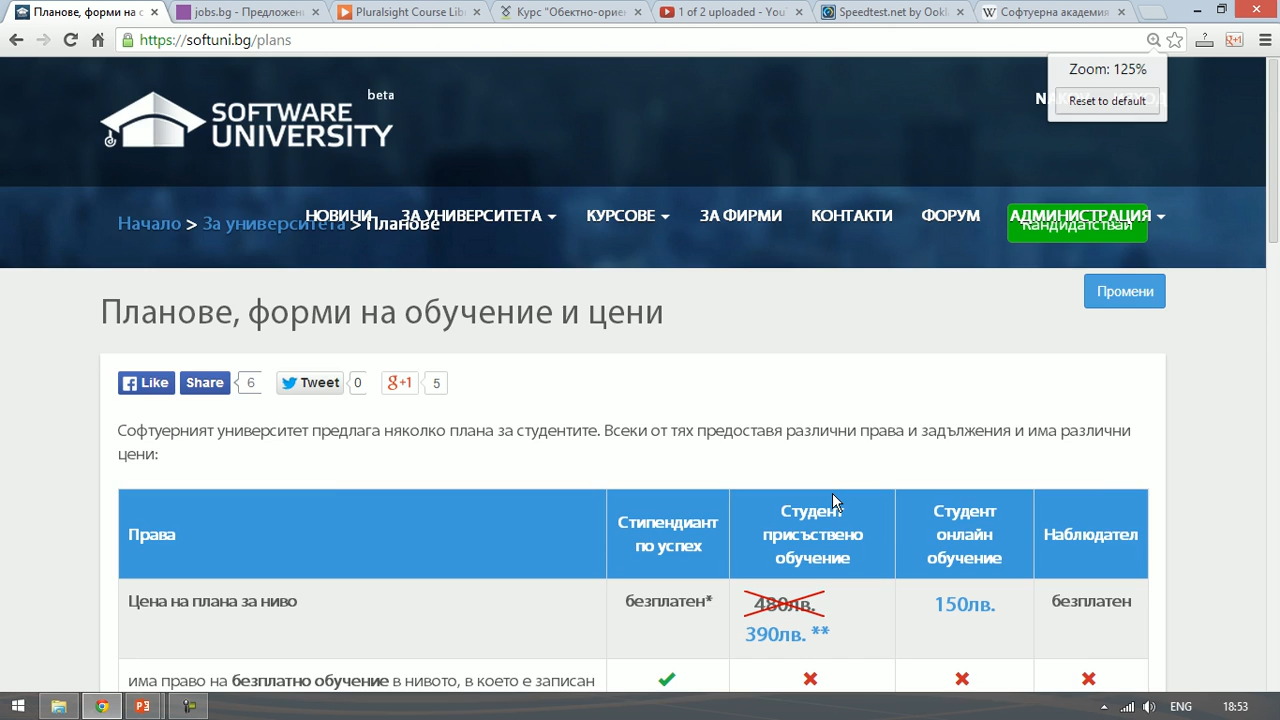 Планове, форми на о
jobs.bg - Предложен
Pluralsight Course Lib
Курс "Обектно-орие
1 of 2 uploaded - You
Speedtest.net by Ookl
Софтуерна академия
https://softuni.bg/plans
Zoom: 125%
Reset to default
SOFTWARE
UNIVERSITY
beta
НОВИНИ ЗА УНИВЕРСИТЕТА КУРСОВЕ ЗА ФИРМИ КОНТАКТИ ФОРУМ АДМИНИСТРАЦИЯ
Начало > За университета > Планове
Кандидатствай
Промени
Планове, форми на обучение и цени
Like Share 6 Tweet 0 g+1 5
Софтуерният университет предлага няколко плана за студентите. Всеки от тях предоставя различни права и задължения и има различни
цени:
Права
Стипендиант
по успех
Студент
присъствено
обучение
Студент
онлайн
обучение
Наблюдател
Цена на плана за ниво
безплатен*
480лв.
390лв. **
150лв.
безплатен
има право на безплатно обучение в нивото, в което е записан
ENG
18:53